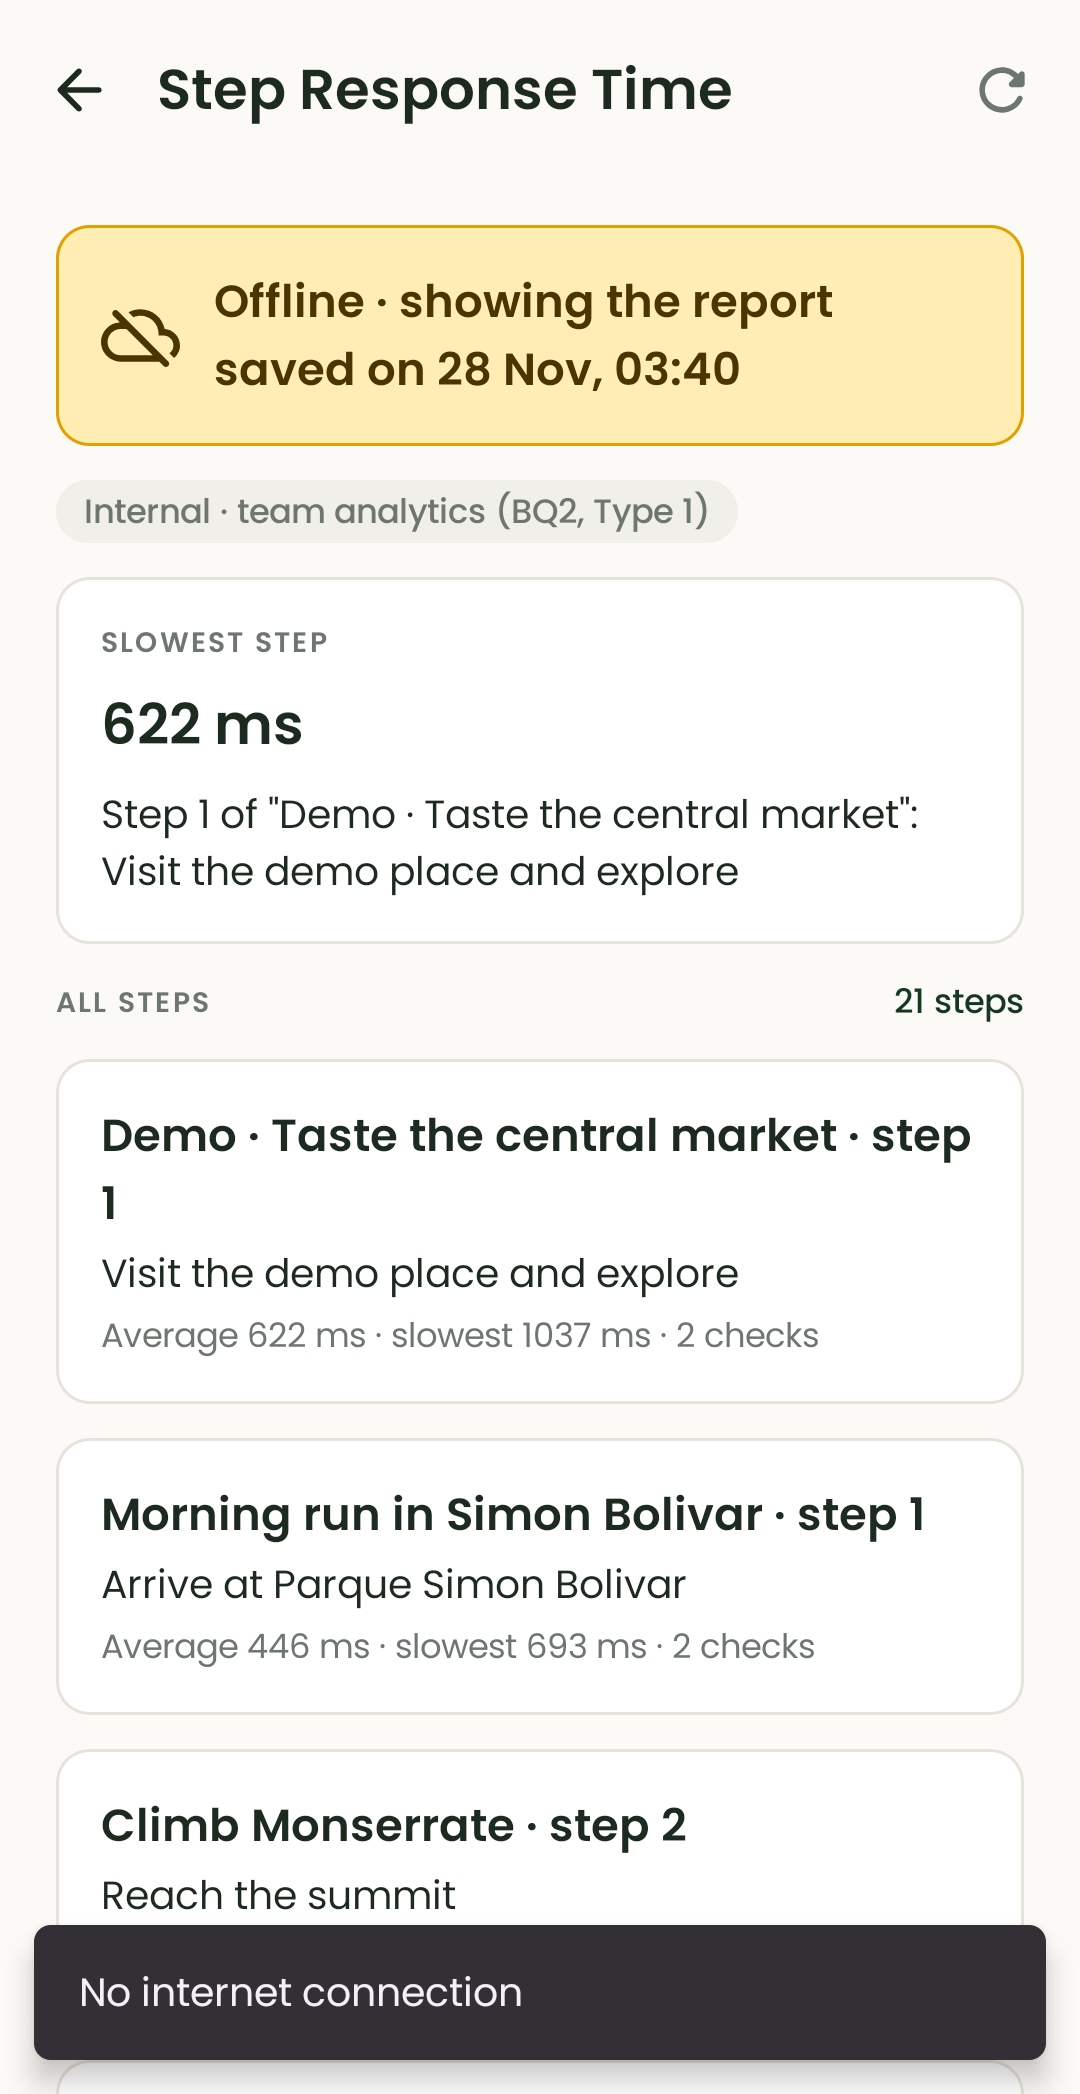 Step Response Time
Offline · showing the report
saved on 28 Nov, 03:40
Internal · team analytics (BQ2, Type 1)
SLOWEST STEP
622 ms
Step 1 of "Demo · Taste the central market":
Visit the demo place and explore
ALL STEPS
21 steps
Demo · Taste the central market · step
1
Visit the demo place and explore
Average 622 ms · slowest 1037 ms · 2 checks
Morning run in Simon Bolivar · step 1
Arrive at Parque Simon Bolivar
Average 446 ms · slowest 693 ms · 2 checks
Climb Monserrate · step 2
Reach the summit
No internet connection